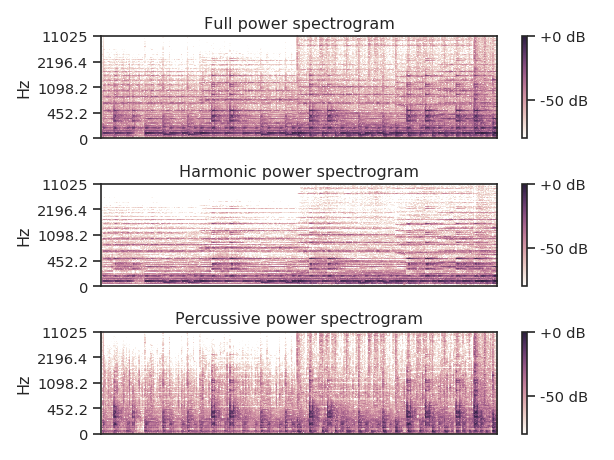 Full power spectrogram
11025
2196.4
1098.2
452.2
0
Hz
+0 dB
-50 dB
Harmonic power spectrogram
11025
2196.4
1098.2
452.2
0
Hz
+0 dB
-50 dB
Percussive power spectrogram
11025
2196.4
1098.2
452.2
0
Hz
+0 dB
-50 dB